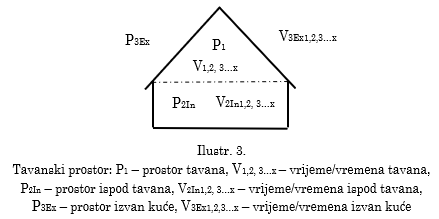 P3Ex
V3Ex1,2,3...x
P1
V1,2, 3...x
P2In V2In1,2, 3...x
Ilustr. 3.
Tavanski prostor: P1 – prostor tavana, V1,2, 3...x – vrijeme/vremena tavana,
P2In – prostor ispod tavana, V2In1,2, 3...x – vrijeme/vremena ispod tavana,
P3Ex – prostor izvan kuće, V3Ex1,2,3...x – vrijeme/vremena izvan kuće